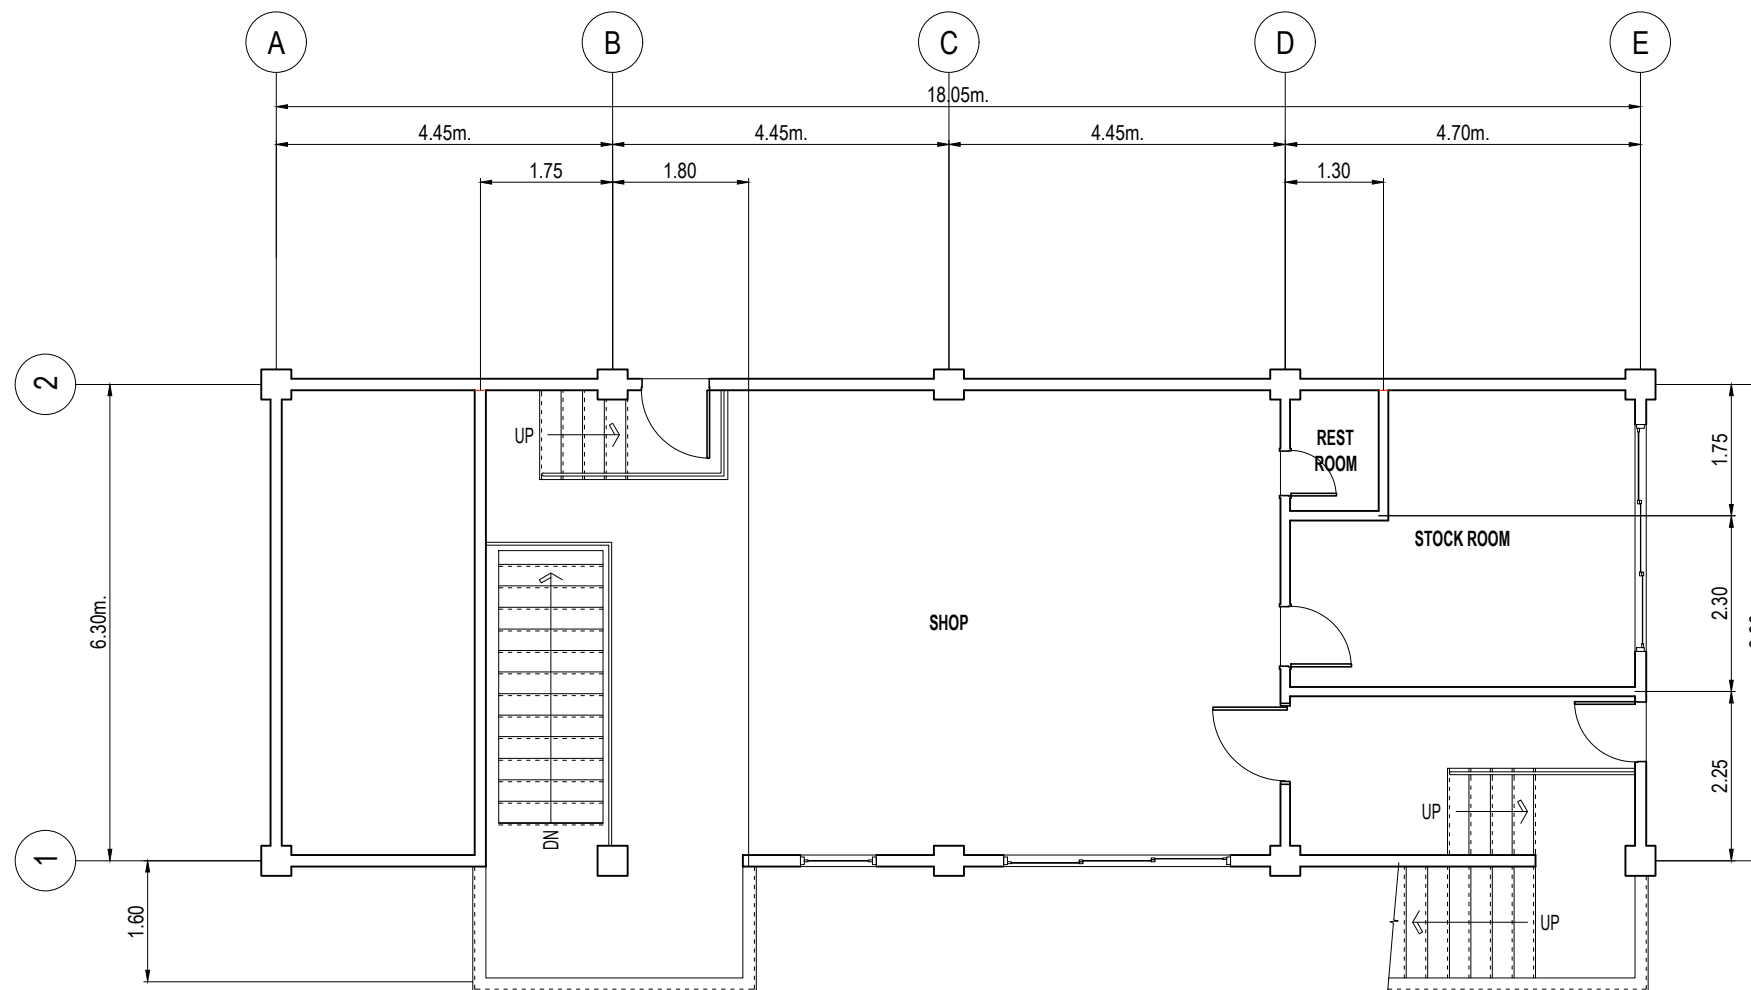 A B C D E
18.05m.
4.45m. 4.45m. 4.45m. 4.70m.
1.75 1.80 1.30
2
UP
REST
ROOM
1.75
STOCK ROOM
6.30m.
SHOP
2.30
2.25
UP
DN
1
1.60
UP